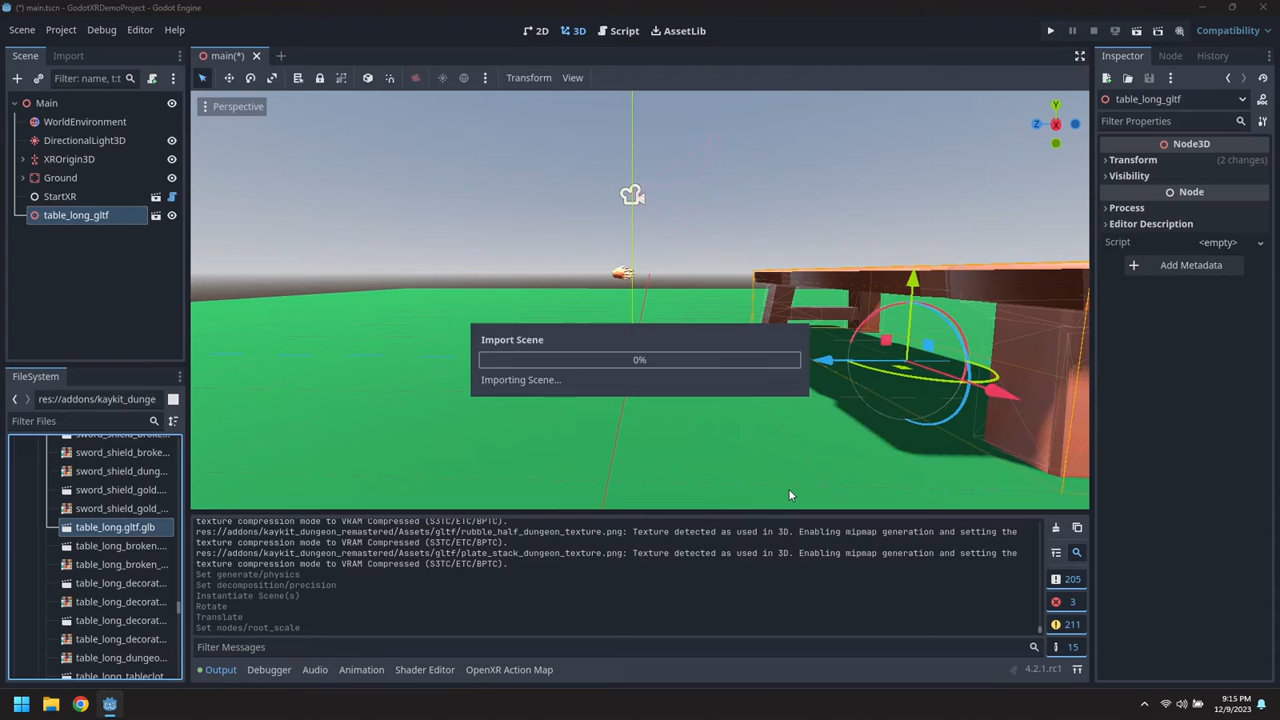 (*) main.tscn - GodotXRDemoProject - Godot Engine
Scene Project Debug Editor Help
2D 3D Script AssetLib
Compatibility
Scene Import
Filter: name, t:t
Main
WorldEnvironment
DirectionalLight3D
XROrigin3D
Ground
StartXR
table_long_gltf
main(*)
Transform View
Perspective
Y
Z X
Import Scene
0%
Importing Scene...
Inspector Node History
table_long_gltf
Filter Properties
Node3D
Transform (2 changes)
Visibility
Node
Process
Editor Description
Script <empty>
Add Metadata
FileSystem
res://addons/kaykit_dunge
Filter Files
sword_shield_broke...
sword_shield_broke...
sword_shield_dung...
sword_shield_gold....
sword_shield_gold_...
table_long.gltf.glb
table_long_broken....
table_long_broken_...
table_long_decorat...
table_long_decorat...
table_long_decorat...
table_long_decorat...
table_long_dungeo...
table_long_tableclot...
texture compression mode to VRAM Compressed (S3TC/ETC/BPTC).
res://addons/kaykit_dungeon_remastered/Assets/gltf/rubble_half_dungeon_texture.png: Texture detected as used in 3D. Enabling mipmap generation and setting the
texture compression mode to VRAM Compressed (S3TC/ETC/BPTC).
res://addons/kaykit_dungeon_remastered/Assets/gltf/plate_stack_dungeon_texture.png: Texture detected as used in 3D. Enabling mipmap generation and setting the
texture compression mode to VRAM Compressed (S3TC/ETC/BPTC).
Set generate/physics
Set decomposition/precision
Instantiate Scene(s)
Rotate
Translate
Set nodes/root_scale
205
3
211
15
Filter Messages
Output Debugger Audio Animation Shader Editor OpenXR Action Map
4.2.1.rc1
9:15 PM
12/9/2023